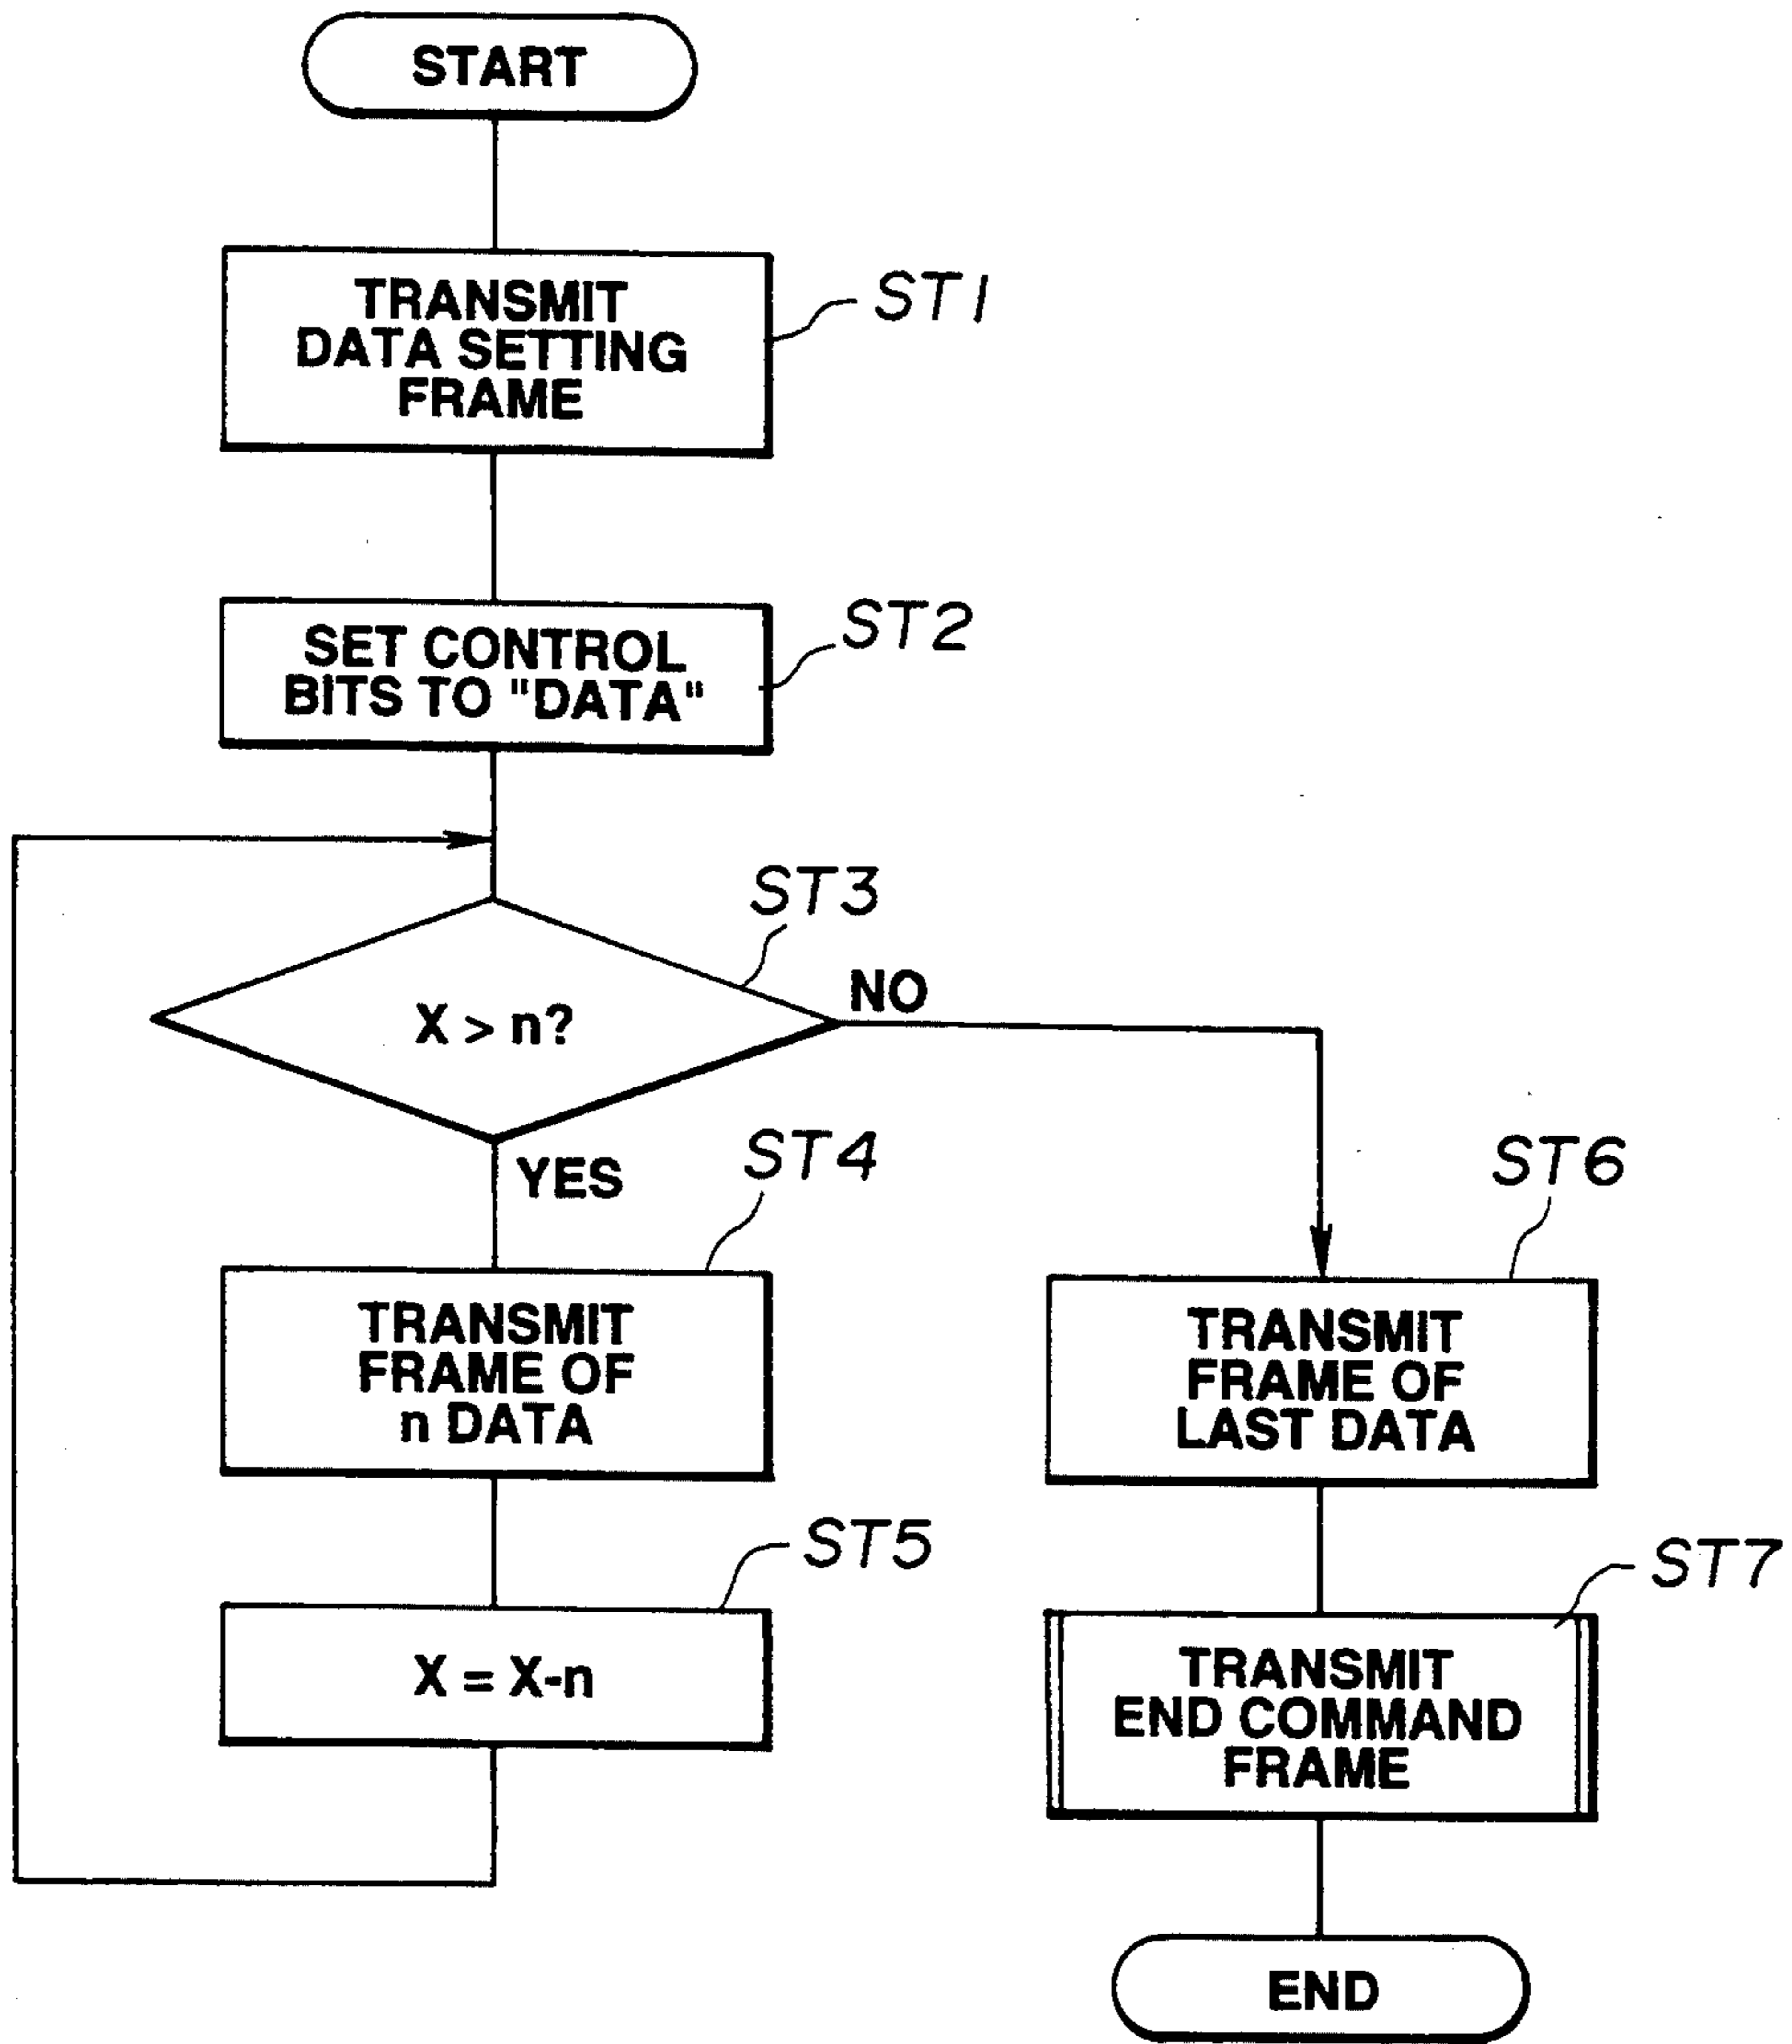 START
TRANSMIT
DATA SETTING
FRAME
ST1
SET CONTROL
BITS TO "DATA"
ST2
ST3
X > n?
NO
YES
ST4
TRANSMIT
FRAME OF
n DATA
ST5
X = X-n
ST6
TRANSMIT
FRAME OF
LAST DATA
ST7
TRANSMIT
END COMMAND
FRAME
END